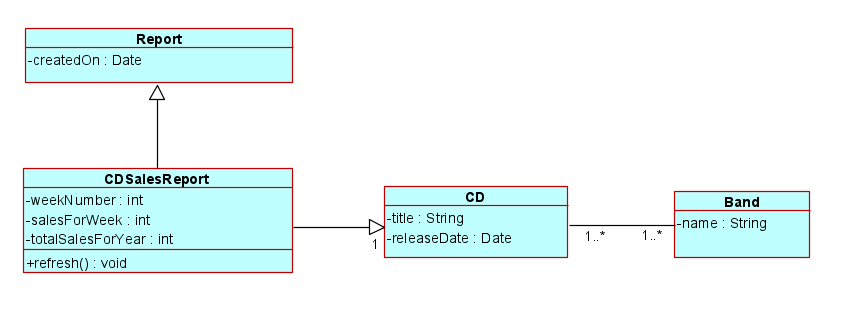 Report
-createdOn : Date
CDSalesReport
-weekNumber : int
-salesForWeek : int
-totalSalesForYear : int
+refresh() : void
1
CD
-title : String
-releaseDate : Date
1..*
1..*
Band
-name : String